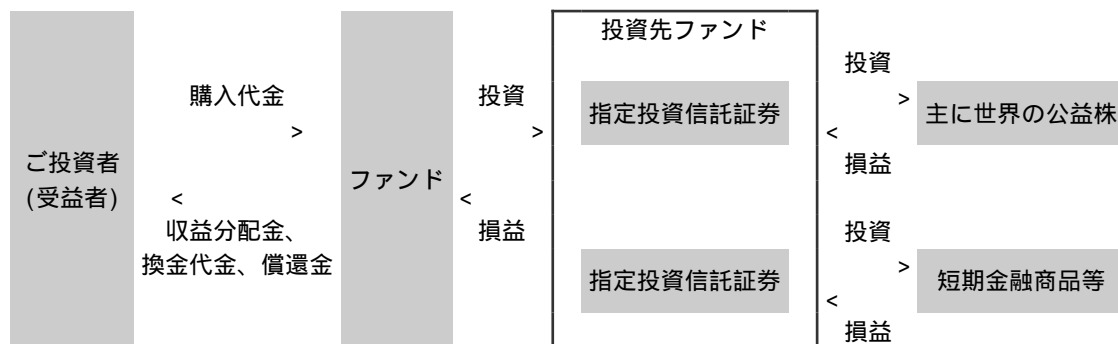 投資先ファンド
投資
購入代金
投資
指定投資信託証券
>
主に世界の公益株
>
>
<
ご投資者
(受益者)
ファンド
損益
<
<
収益分配金、
損益
投資
換金代金、償還金
指定投資信託証券
>
短期金融商品等
<
損益